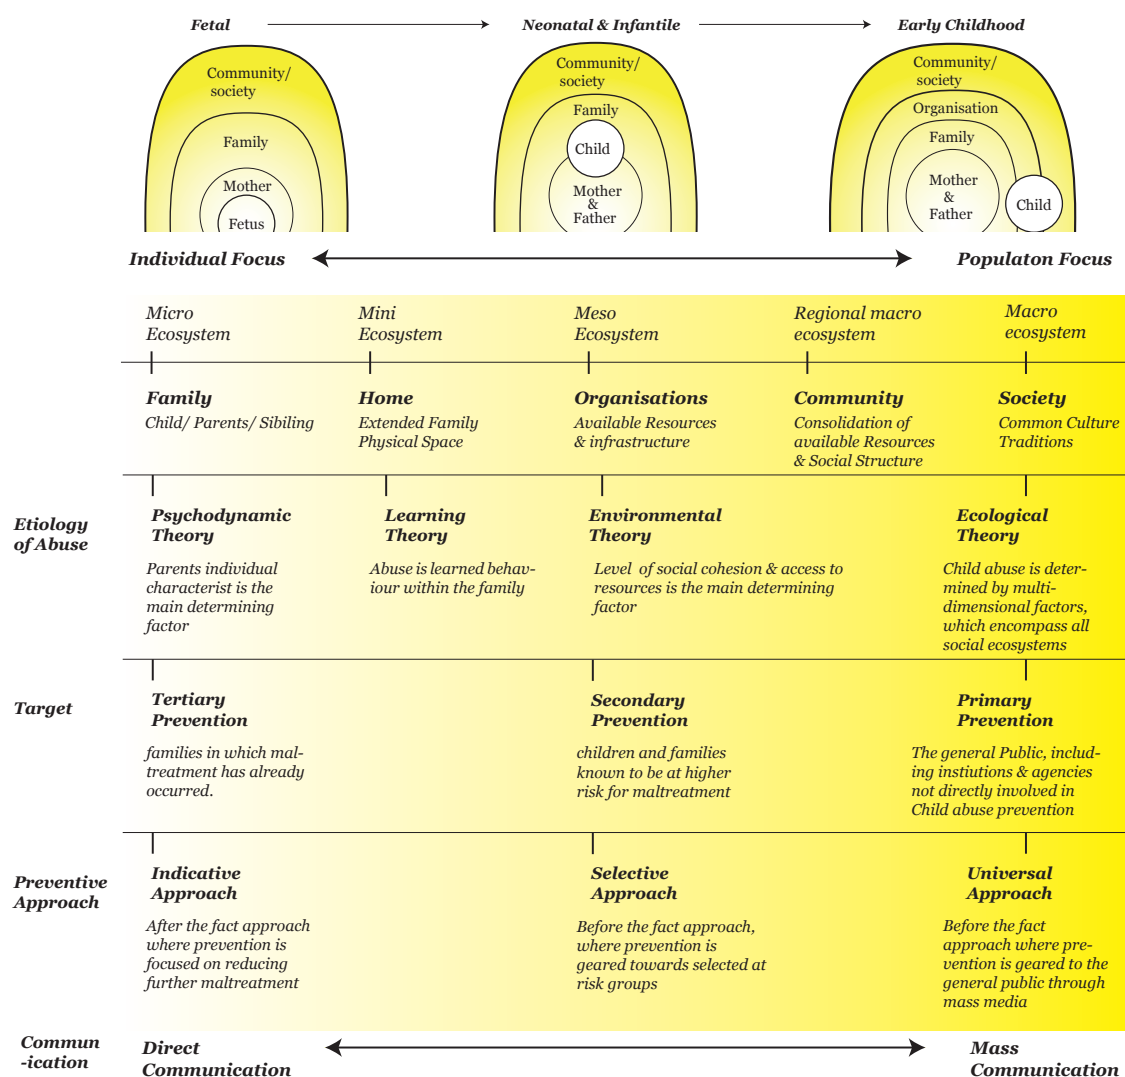 Fetal
Neonatal & Infantile
Early Childhood
Community/
society
Family
Mother
Fetus
Community/
society
Family
Child
Mother
&
Father
Community/
society
Organisation
Family
Mother
&
Father
Child
Individual Focus
Populaton Focus
Micro
Ecosystem
Mini
Ecosystem
Meso
Ecosystem
Regional macro
ecosystem
Macro
ecosystem
Family
Child/ Parents/ Sibiling
Home
Extended Family
Physical Space
Organisations
Available Resources
& infrastructure
Community
Consolidation of
available Resources
& Social Structure
Society
Common Culture
Traditions
Etiology
of Abuse
Psychodynamic
Theory
Parents individual
characterist is the
main determining
factor
Learning
Theory
Abuse is learned behav-
iour within the family
Environmental
Theory
Level of social cohesion & access to
resources is the main determining
factor
Ecological
Theory
Child abuse is deter-
mined by multi-
dimensional factors,
which encompass all
social ecosystems
Target
Tertiary
Prevention
families in which mal-
treatment has already
occurred.
Secondary
Prevention
children and families
known to be at higher
risk for maltreatment
Primary
Prevention
The general Public, includ-
ing instiutions & agencies
not directly involved in
Child abuse prevention
Preventive
Approach
Indicative
Approach
After the fact approach
where prevention is
focused on reducing
further maltreatment
Selective
Approach
Before the fact approach,
where prevention is
geared towards selected at
risk groups
Universal
Approach
Before the fact
approach where pre-
vention is geared to the
general public through
mass media
Commun
-ication
Direct
Communication
Mass
Communication